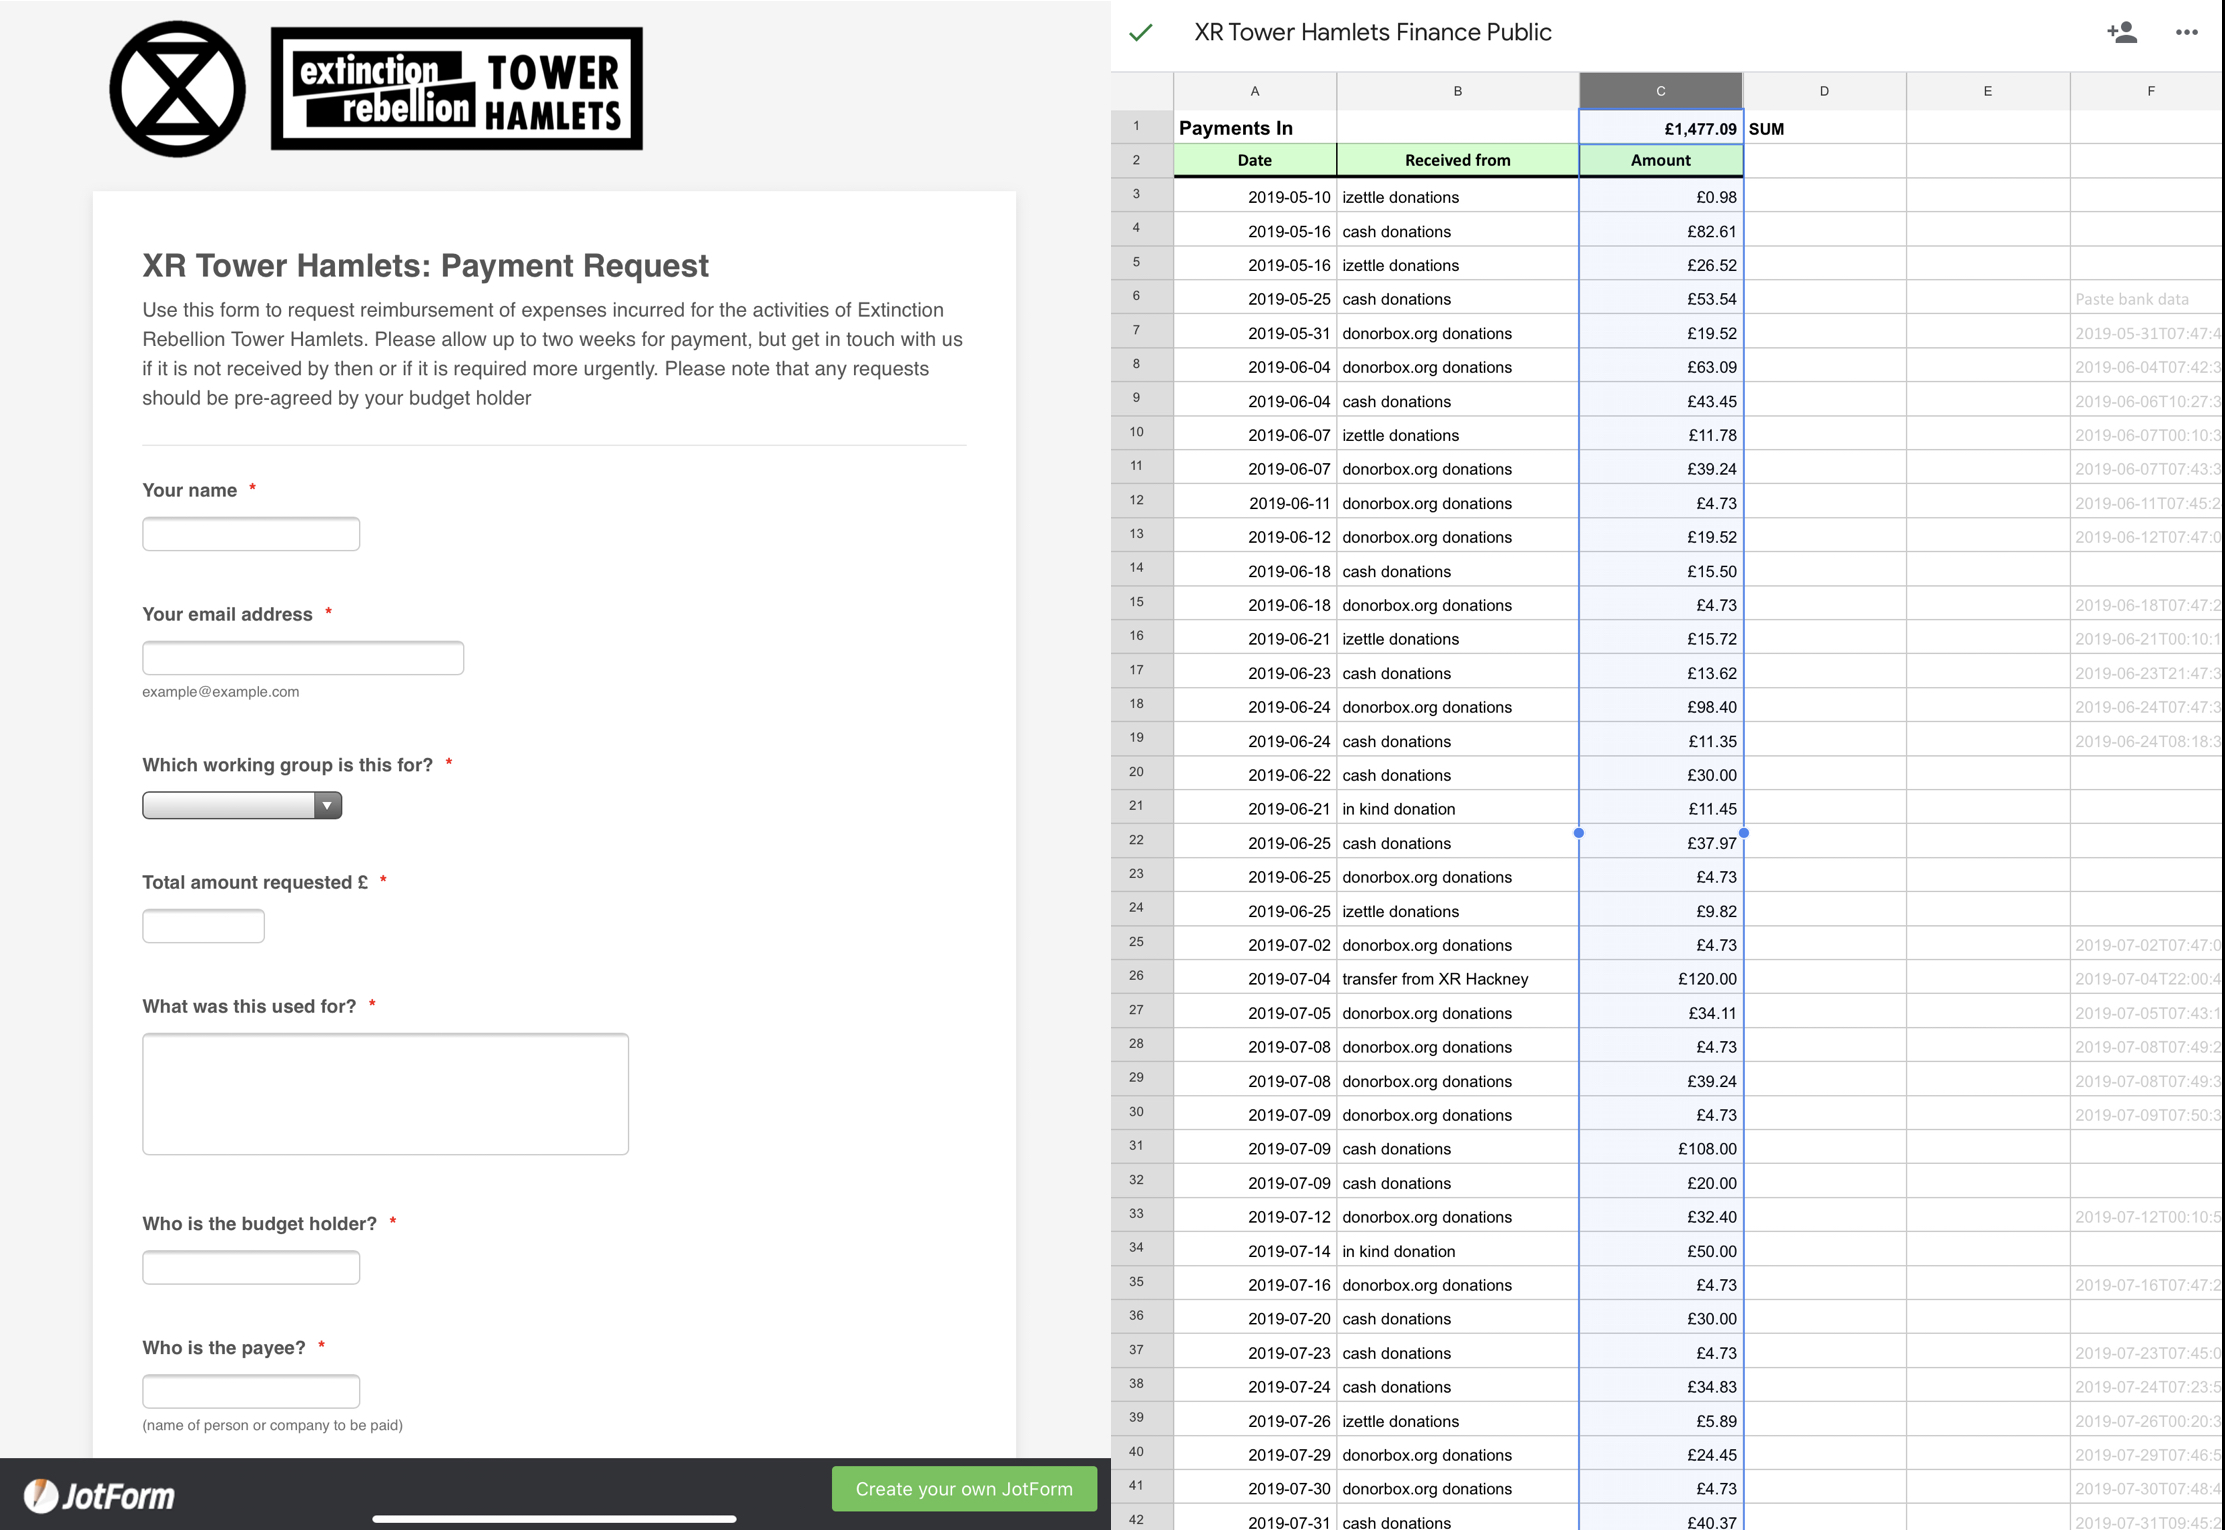 extinction
rebellion
TOWER
HAMLETS
XR Tower Hamlets: Payment Request
Use this form to request reimbursement of expenses incurred for the activities of Extinction
Rebellion Tower Hamlets. Please allow up to two weeks for payment, but get in touch with us
if it is not received by then or if it is required more urgently. Please note that any requests
should be pre-agreed by your budget holder
Your name *
Your email address *
example@example.com
Which working group is this for? *
Total amount requested £ *
What was this used for? *
Who is the budget holder? *
Who is the payee? *
(name of person or company to be paid)
JotForm
Create your own JotForm
XR Tower Hamlets Finance Public
A B C D E F
1 Payments In £1,477.09 SUM
2 Date Received from Amount
3 2019-05-10 izettle donations £0.98
4 2019-05-16 cash donations £82.61
5 2019-05-16 izettle donations £26.52
6 2019-05-25 cash donations £53.54 Paste bank data
7 2019-05-31 donorbox.org donations £19.52 2019-05-31T07:47:4
8 2019-06-04 donorbox.org donations £63.09 2019-06-04T07:42:3
9 2019-06-04 cash donations £43.45 2019-06-06T10:27:3
10 2019-06-07 izettle donations £11.78 2019-06-07T00:10:3
11 2019-06-07 donorbox.org donations £39.24 2019-06-07T07:43:3
12 2019-06-11 donorbox.org donations £4.73 2019-06-11T07:45:2
13 2019-06-12 donorbox.org donations £19.52 2019-06-12T07:47:0
14 2019-06-18 cash donations £15.50
15 2019-06-18 donorbox.org donations £4.73 2019-06-18T07:47:2
16 2019-06-21 izettle donations £15.72 2019-06-21T00:10:1
17 2019-06-23 cash donations £13.62 2019-06-23T21:47:3
18 2019-06-24 donorbox.org donations £98.40 2019-06-24T07:47:3
19 2019-06-24 cash donations £11.35 2019-06-24T08:18:3
20 2019-06-22 cash donations £30.00
21 2019-06-21 in kind donation £11.45
22 2019-06-25 cash donations £37.97
23 2019-06-25 donorbox.org donations £4.73
24 2019-06-25 izettle donations £9.82
25 2019-07-02 donorbox.org donations £4.73 2019-07-02T07:47:0
26 2019-07-04 transfer from XR Hackney £120.00 2019-07-04T22:00:4
27 2019-07-05 donorbox.org donations £34.11 2019-07-05T07:43:1
28 2019-07-08 donorbox.org donations £4.73 2019-07-08T07:49:2
29 2019-07-08 donorbox.org donations £39.24 2019-07-08T07:49:3
30 2019-07-09 donorbox.org donations £4.73 2019-07-09T07:50:3
31 2019-07-09 cash donations £108.00
32 2019-07-09 cash donations £20.00
33 2019-07-12 donorbox.org donations £32.40 2019-07-12T00:10:5
34 2019-07-14 in kind donation £50.00
35 2019-07-16 donorbox.org donations £4.73 2019-07-16T07:47:2
36 2019-07-20 cash donations £30.00
37 2019-07-23 cash donations £4.73 2019-07-23T07:45:0
38 2019-07-24 cash donations £34.83 2019-07-24T07:23:5
39 2019-07-26 izettle donations £5.89 2019-07-26T00:20:3
40 2019-07-29 donorbox.org donations £24.45 2019-07-29T07:46:5
41 2019-07-30 donorbox.org donations £4.73 2019-07-30T07:48:4
42 2019-07-31 cash donations £40.37 2019-07-31T09:45:2